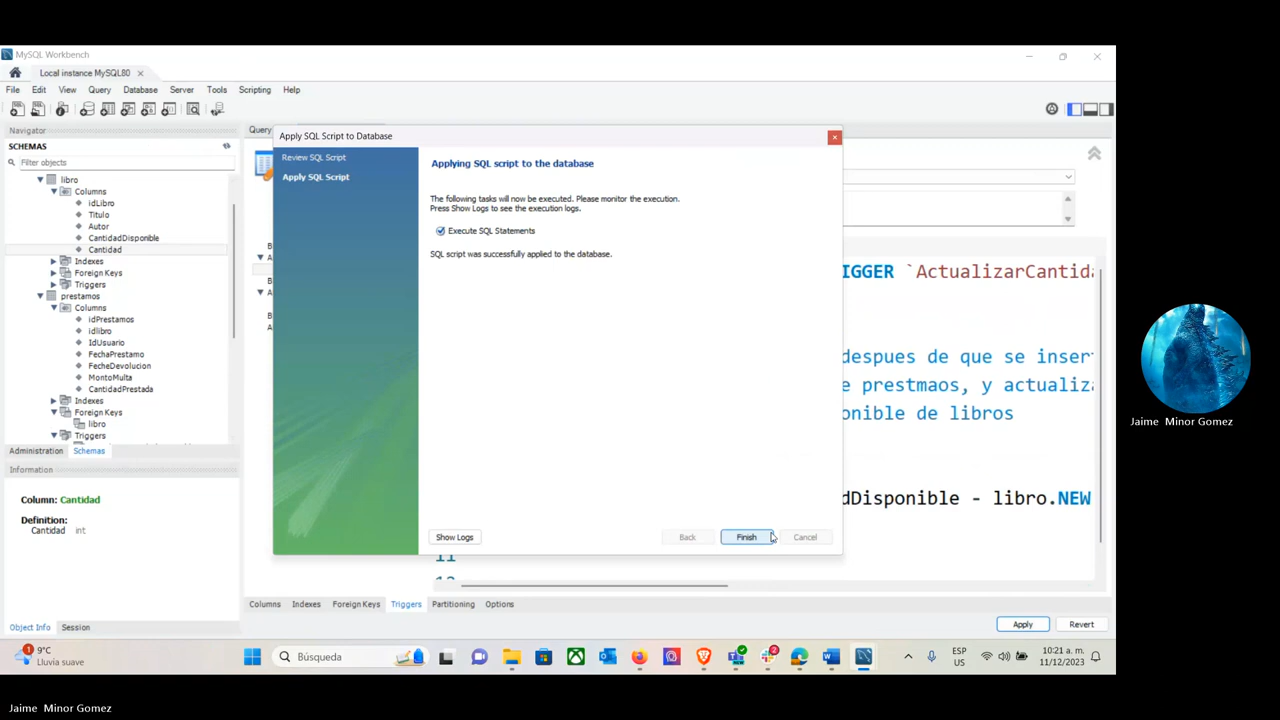 MySQL Workbench
Local instance MySQL80
File Edit View Query Database Server Tools Scripting Help
Navigator
SCHEMAS
Filter objects
libro
Columns
idLibro
Titulo
Autor
CantidadDisponible
Cantidad
Indexes
Foreign Keys
Triggers
prestamos
Columns
idPrestamos
idlibro
IdUsuario
FechaPrestamo
FecheDevolucion
MontoMulta
CantidadPrestada
Indexes
Foreign Keys
libro
Triggers
Administration Schemas
Information
Column: Cantidad
Definition:
Cantidad int
Object Info Session
Query
Apply SQL Script to Database
Review SQL Script
Apply SQL Script
Applying SQL script to the database
The following tasks will now be executed. Please monitor the execution.
Press Show Logs to see the execution logs.
Execute SQL Statements
SQL script was successfully applied to the database.
Show Logs Back Finish Cancel
IGGER `ActualizarCantida
despues de que se inser
e prestmaos, y actualiza
onible de libros
dDisponible - libro.NEW
11
12
Columns Indexes Foreign Keys Triggers Partitioning Options
Apply Revert
1
9°C
Lluvia suave
Búsqueda
2
ESP
US
10:21 a. m.
11/12/2023
Jaime Minor Gomez
Jaime Minor Gomez